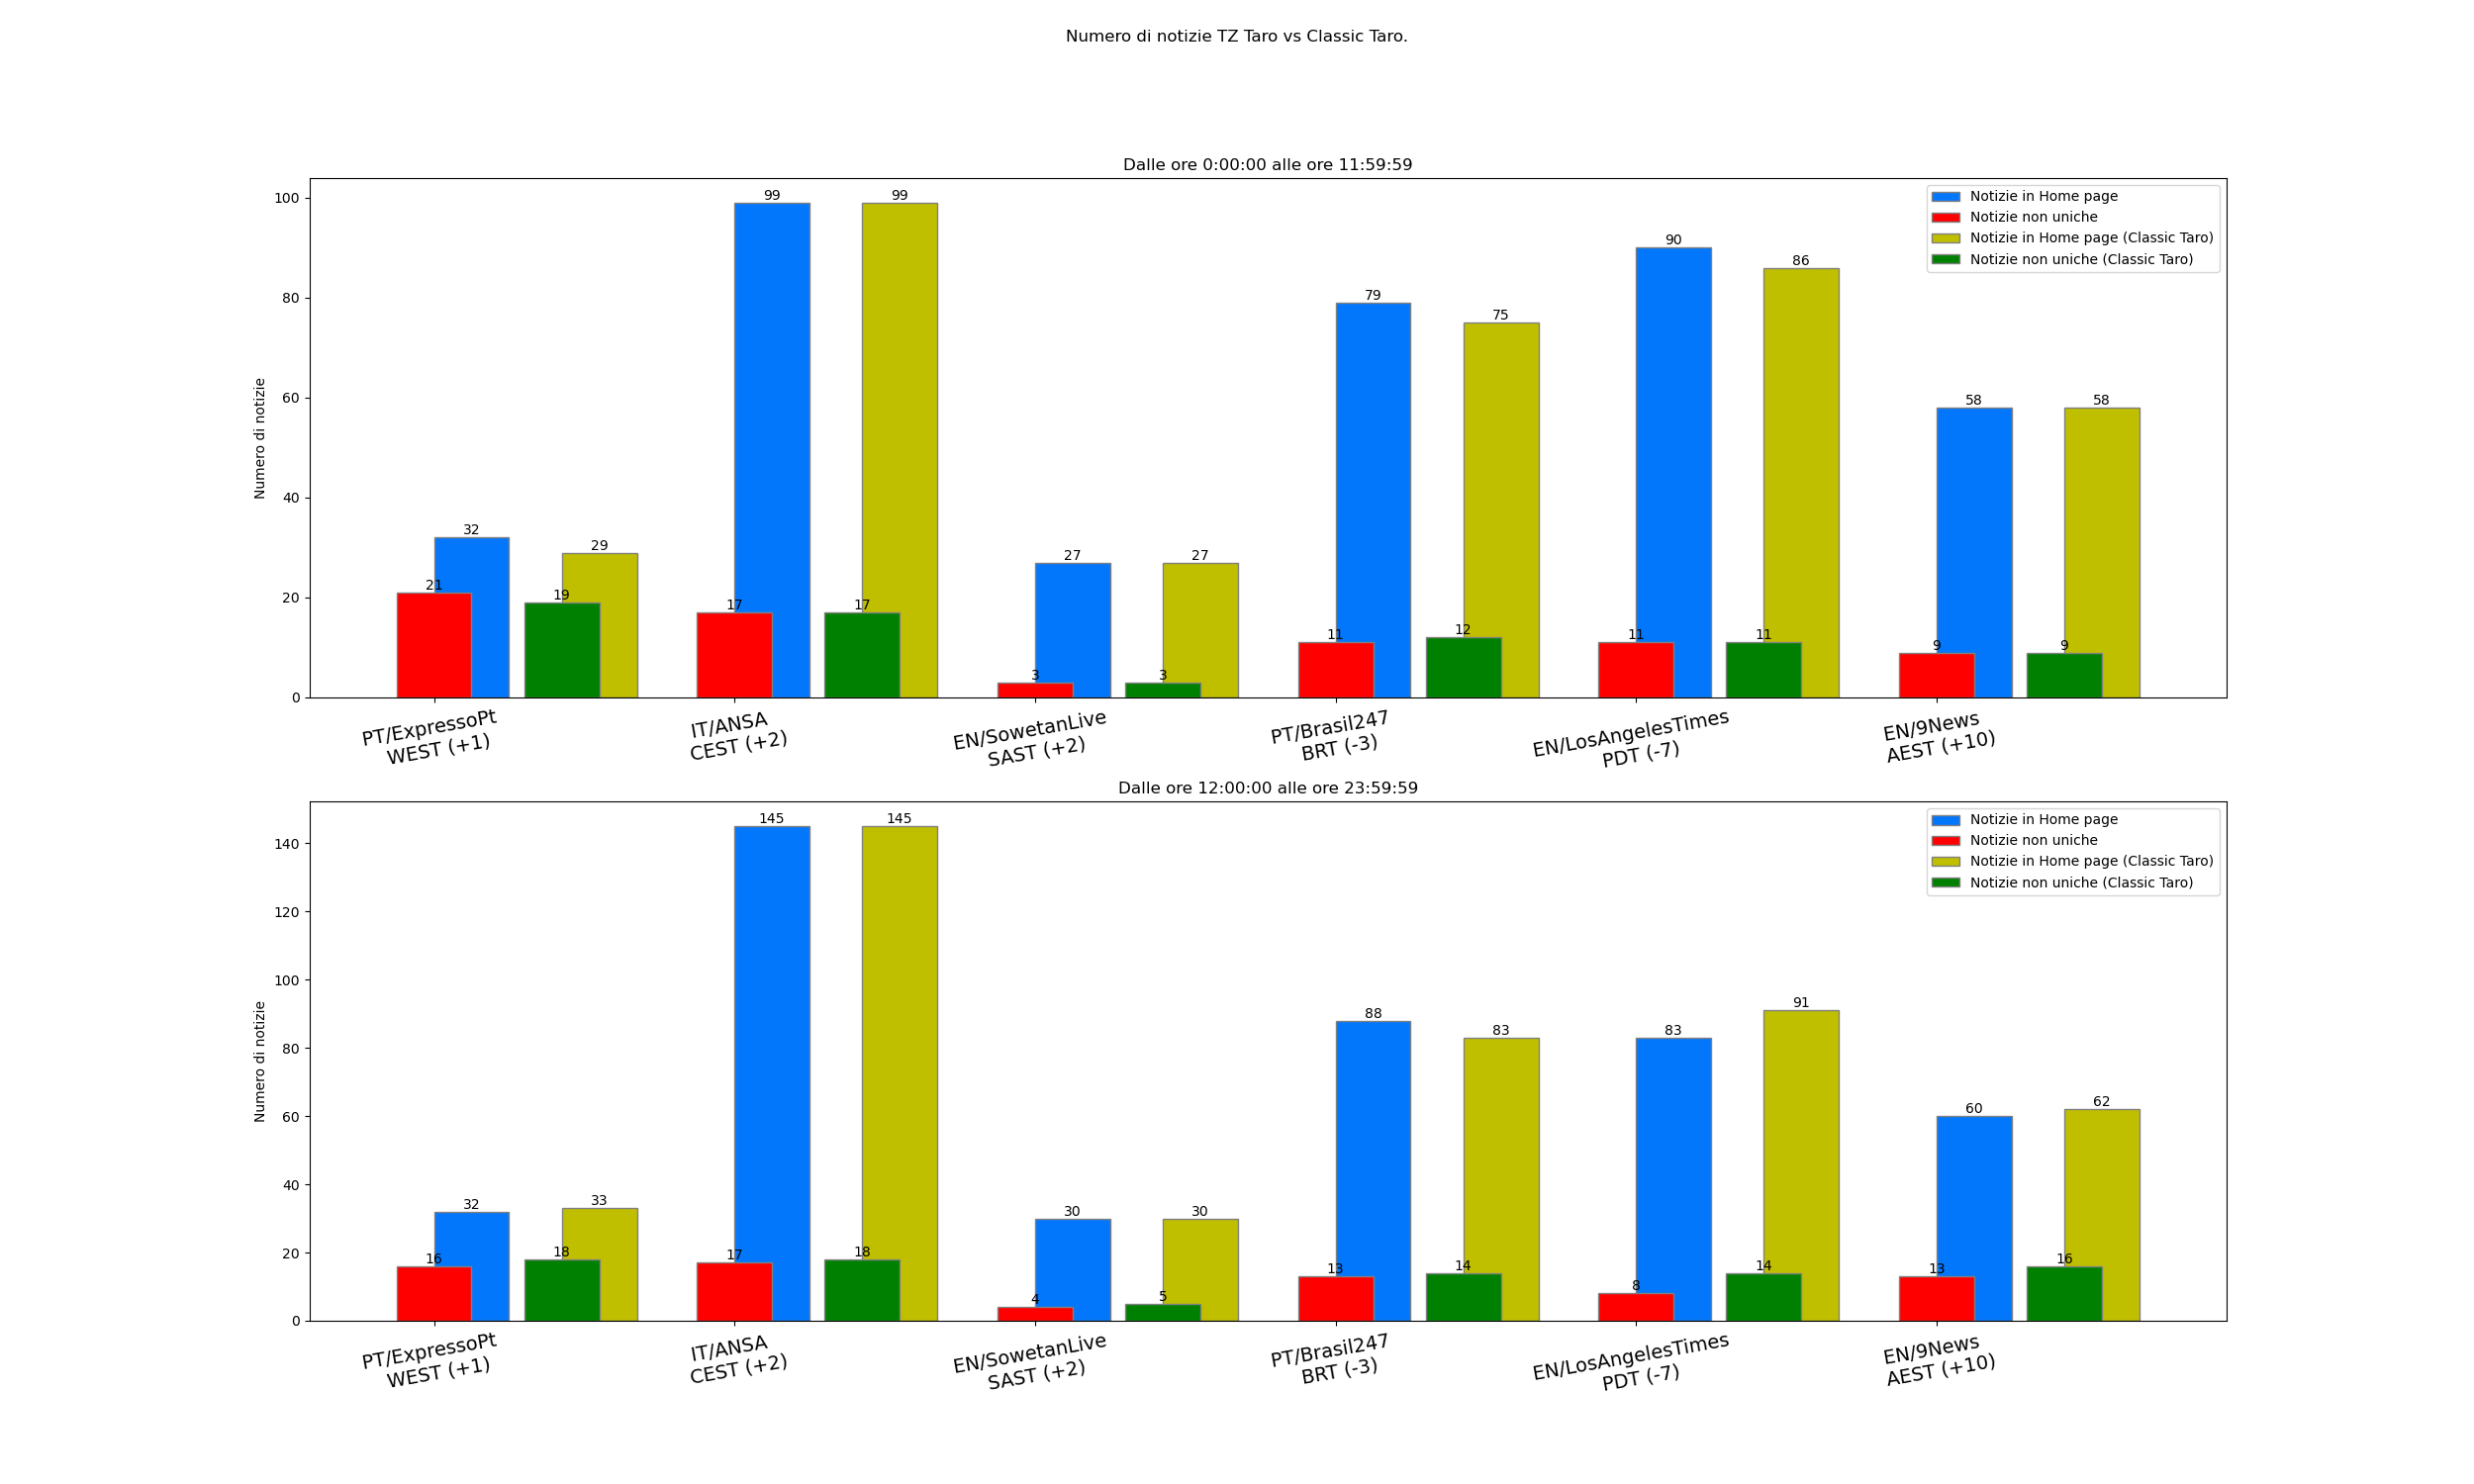 Numero di notizie TZ Taro vs Classic Taro.
Dalle ore 0:00:00 alle ore 11:59:59
Numero di notizie
100
80
60
40
20
0
Notizie in Home page
Notizie non uniche
Notizie in Home page (Classic Taro)
Notizie non uniche (Classic Taro)
21
32
19
29
17
99
17
99
3
27
3
27
11
79
12
75
11
90
11
86
9
58
9
58
PT/ExpressoPt
WEST (+1)
IT/ANSA
CEST (+2)
EN/SowetanLive
SAST (+2)
PT/Brasil247
BRT (-3)
EN/LosAngelesTimes
PDT (-7)
EN/9News
AEST (+10)
Dalle ore 12:00:00 alle ore 23:59:59
Numero di notizie
140
120
100
80
60
40
20
0
Notizie in Home page
Notizie non uniche
Notizie in Home page (Classic Taro)
Notizie non uniche (Classic Taro)
16
32
18
33
17
145
18
145
4
30
5
30
13
88
14
83
8
83
14
91
13
60
16
62
PT/ExpressoPt
WEST (+1)
IT/ANSA
CEST (+2)
EN/SowetanLive
SAST (+2)
PT/Brasil247
BRT (-3)
EN/LosAngelesTimes
PDT (-7)
EN/9News
AEST (+10)